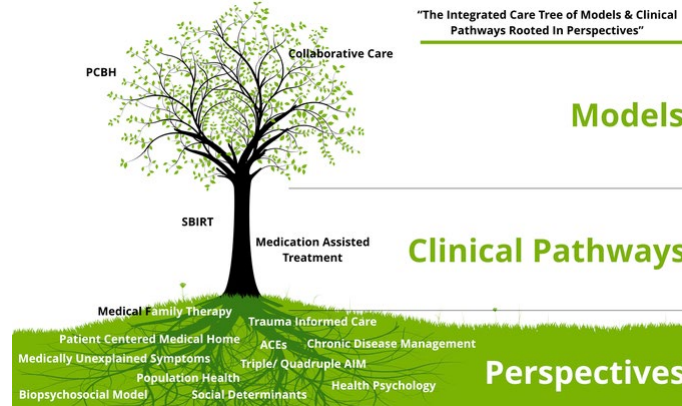 “The Integrated Care Tree of Models & Clinical
Pathways Rooted In Perspectives”
Collaborative Care
PCBH
Models
SBIRT
Medication Assisted
Treatment
Clinical Pathways
Medical Family Therapy
Trauma Informed Care
Patient Centered Medical Home
ACEs
Chronic Disease Management
Medically Unexplained Symptoms
Triple/ Quadruple AIM
Population Health
Health Psychology
Biopsychosocial Model
Social Determinants
Perspectives